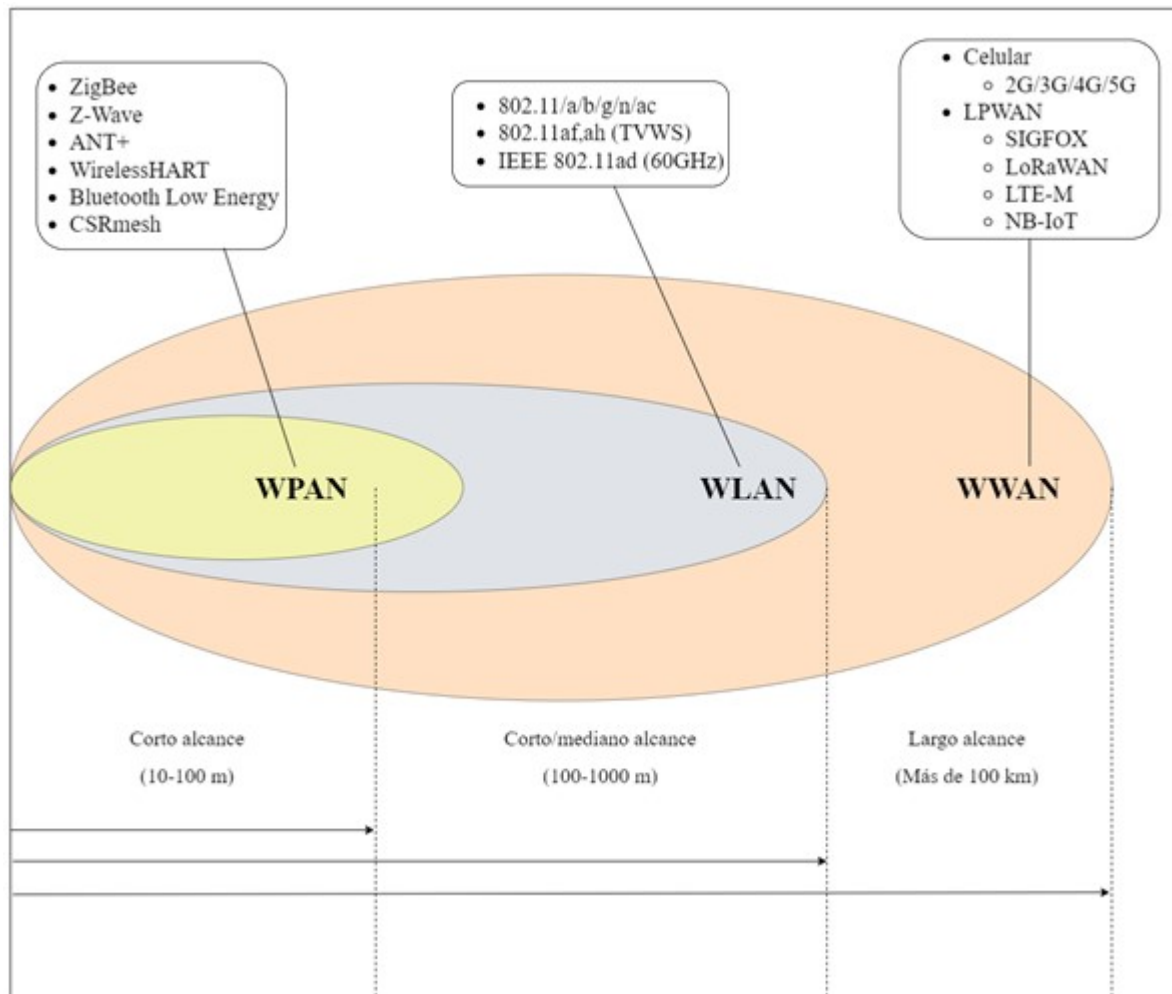 ZigBee
Z-Wave
ANT+
WirelessHART
Bluetooth Low Energy
CSRmesh
802.11/a/b/g/n/ac
802.11af,ah (TVWS)
IEEE 802.11ad (60GHz)
Celular
2G/3G/4G/5G
LPWAN
SIGFOX
LoRaWAN
LTE-M
NB-IoT
WPAN
WLAN
WWAN
Corto alcance
(10-100 m)
Corto/mediano alcance
(100-1000 m)
Largo alcance
(Más de 100 km)